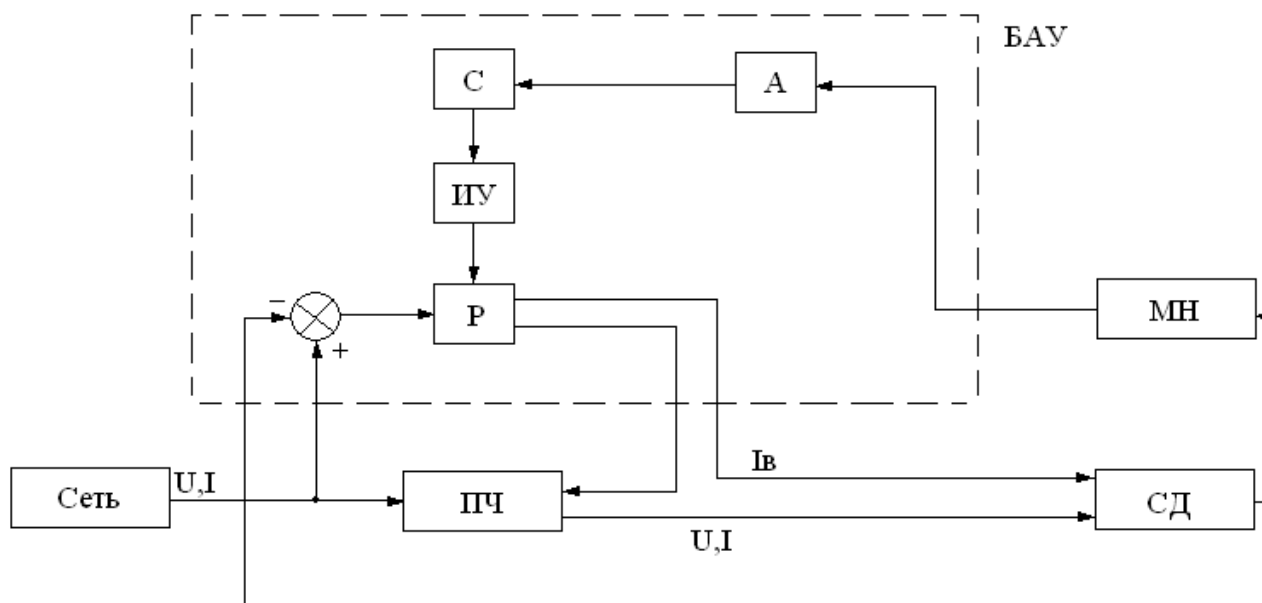 БАУ
С
А
ИУ
–
Р
МН
+
U,I
Iв
Сеть
ПЧ
СД
U,I